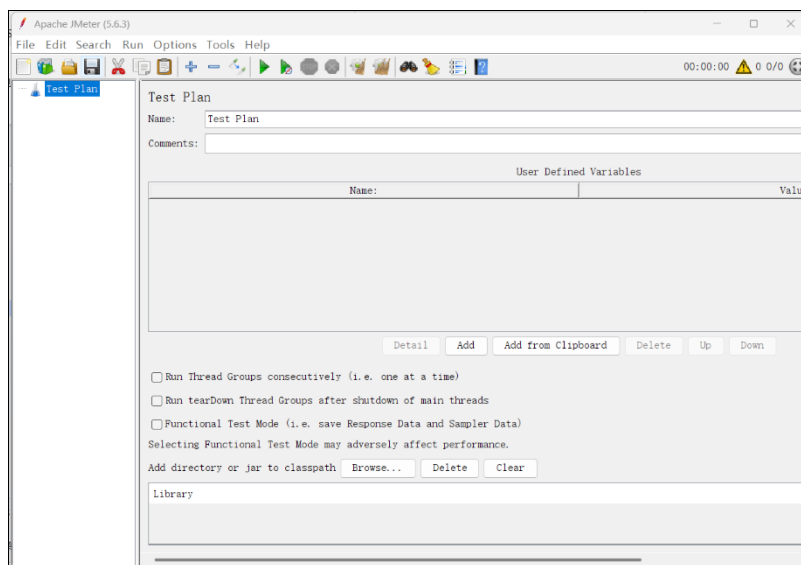 Apache JMeter (5.6.3)
File Edit Search Run Options Tools Help
00:00:00 0 0/0
Test Plan
Test Plan
Name: Test Plan
Comments:
User Defined Variables
Name: Valu
Detail Add Add from Clipboard Delete Up Down
Run Thread Groups consecutively (i.e. one at a time)
Run tearDown Thread Groups after shutdown of main threads
Functional Test Mode (i.e. save Response Data and Sampler Data)
Selecting Functional Test Mode may adversely affect performance.
Add directory or jar to classpath Browse... Delete Clear
Library